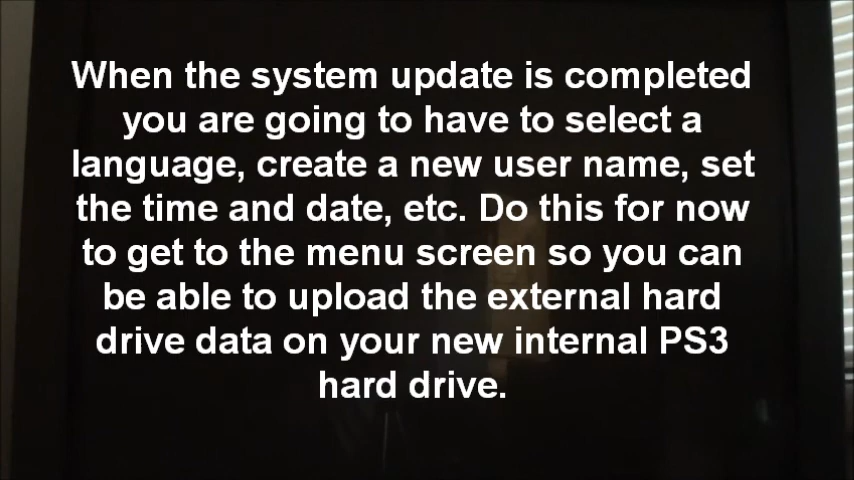 When the system update is completed
you are going to have to select a
language, create a new user name, set
the time and date, etc. Do this for now
to get to the menu screen so you can
be able to upload the external hard
drive data on your new internal PS3
hard drive.